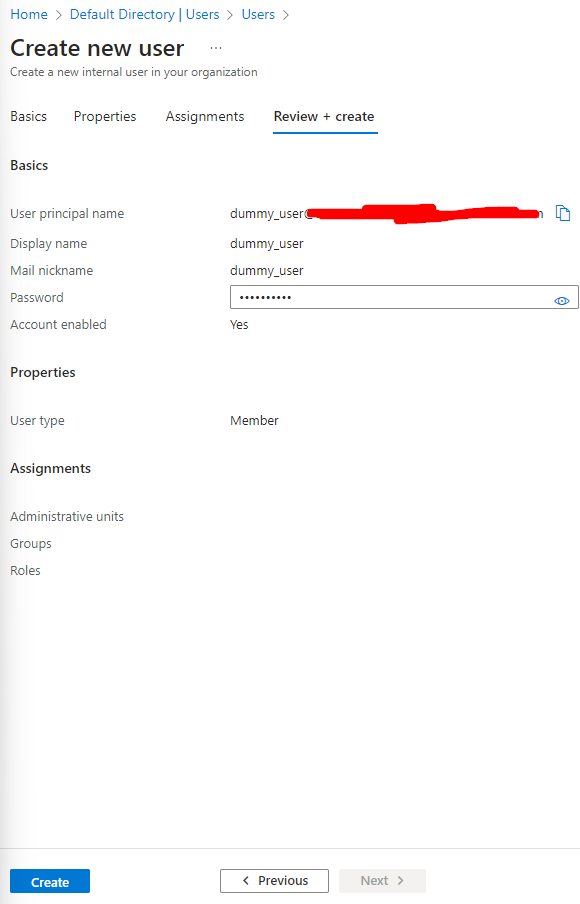 Home > Default Directory | Users > Users >
Create new user ...
Create a new internal user in your organization
Basics Properties Assignments Review + create
Basics
User principal name dummy_user@
Display name dummy_user
Mail nickname dummy_user
Password ••••••••••
Account enabled Yes
Properties
User type Member
Assignments
Administrative units
Groups
Roles
Create < Previous Next >